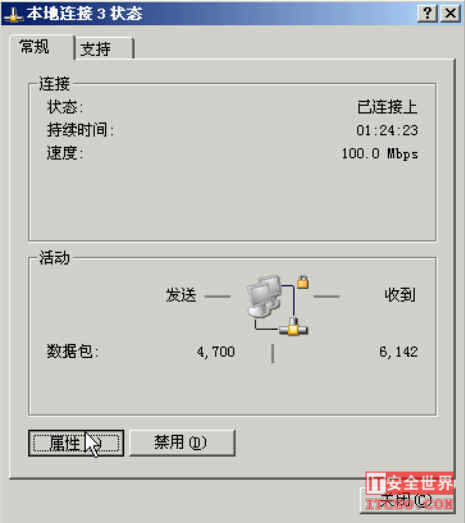 本地连接 3 状态
常规
支持
连接
状态: 已连接上
持续时间: 01:24:23
速度: 100.0 Mbps
活动
发送 收到
数据包: 4,700 6,142
属性
禁用(D)
IT安全世界
关闭(C)